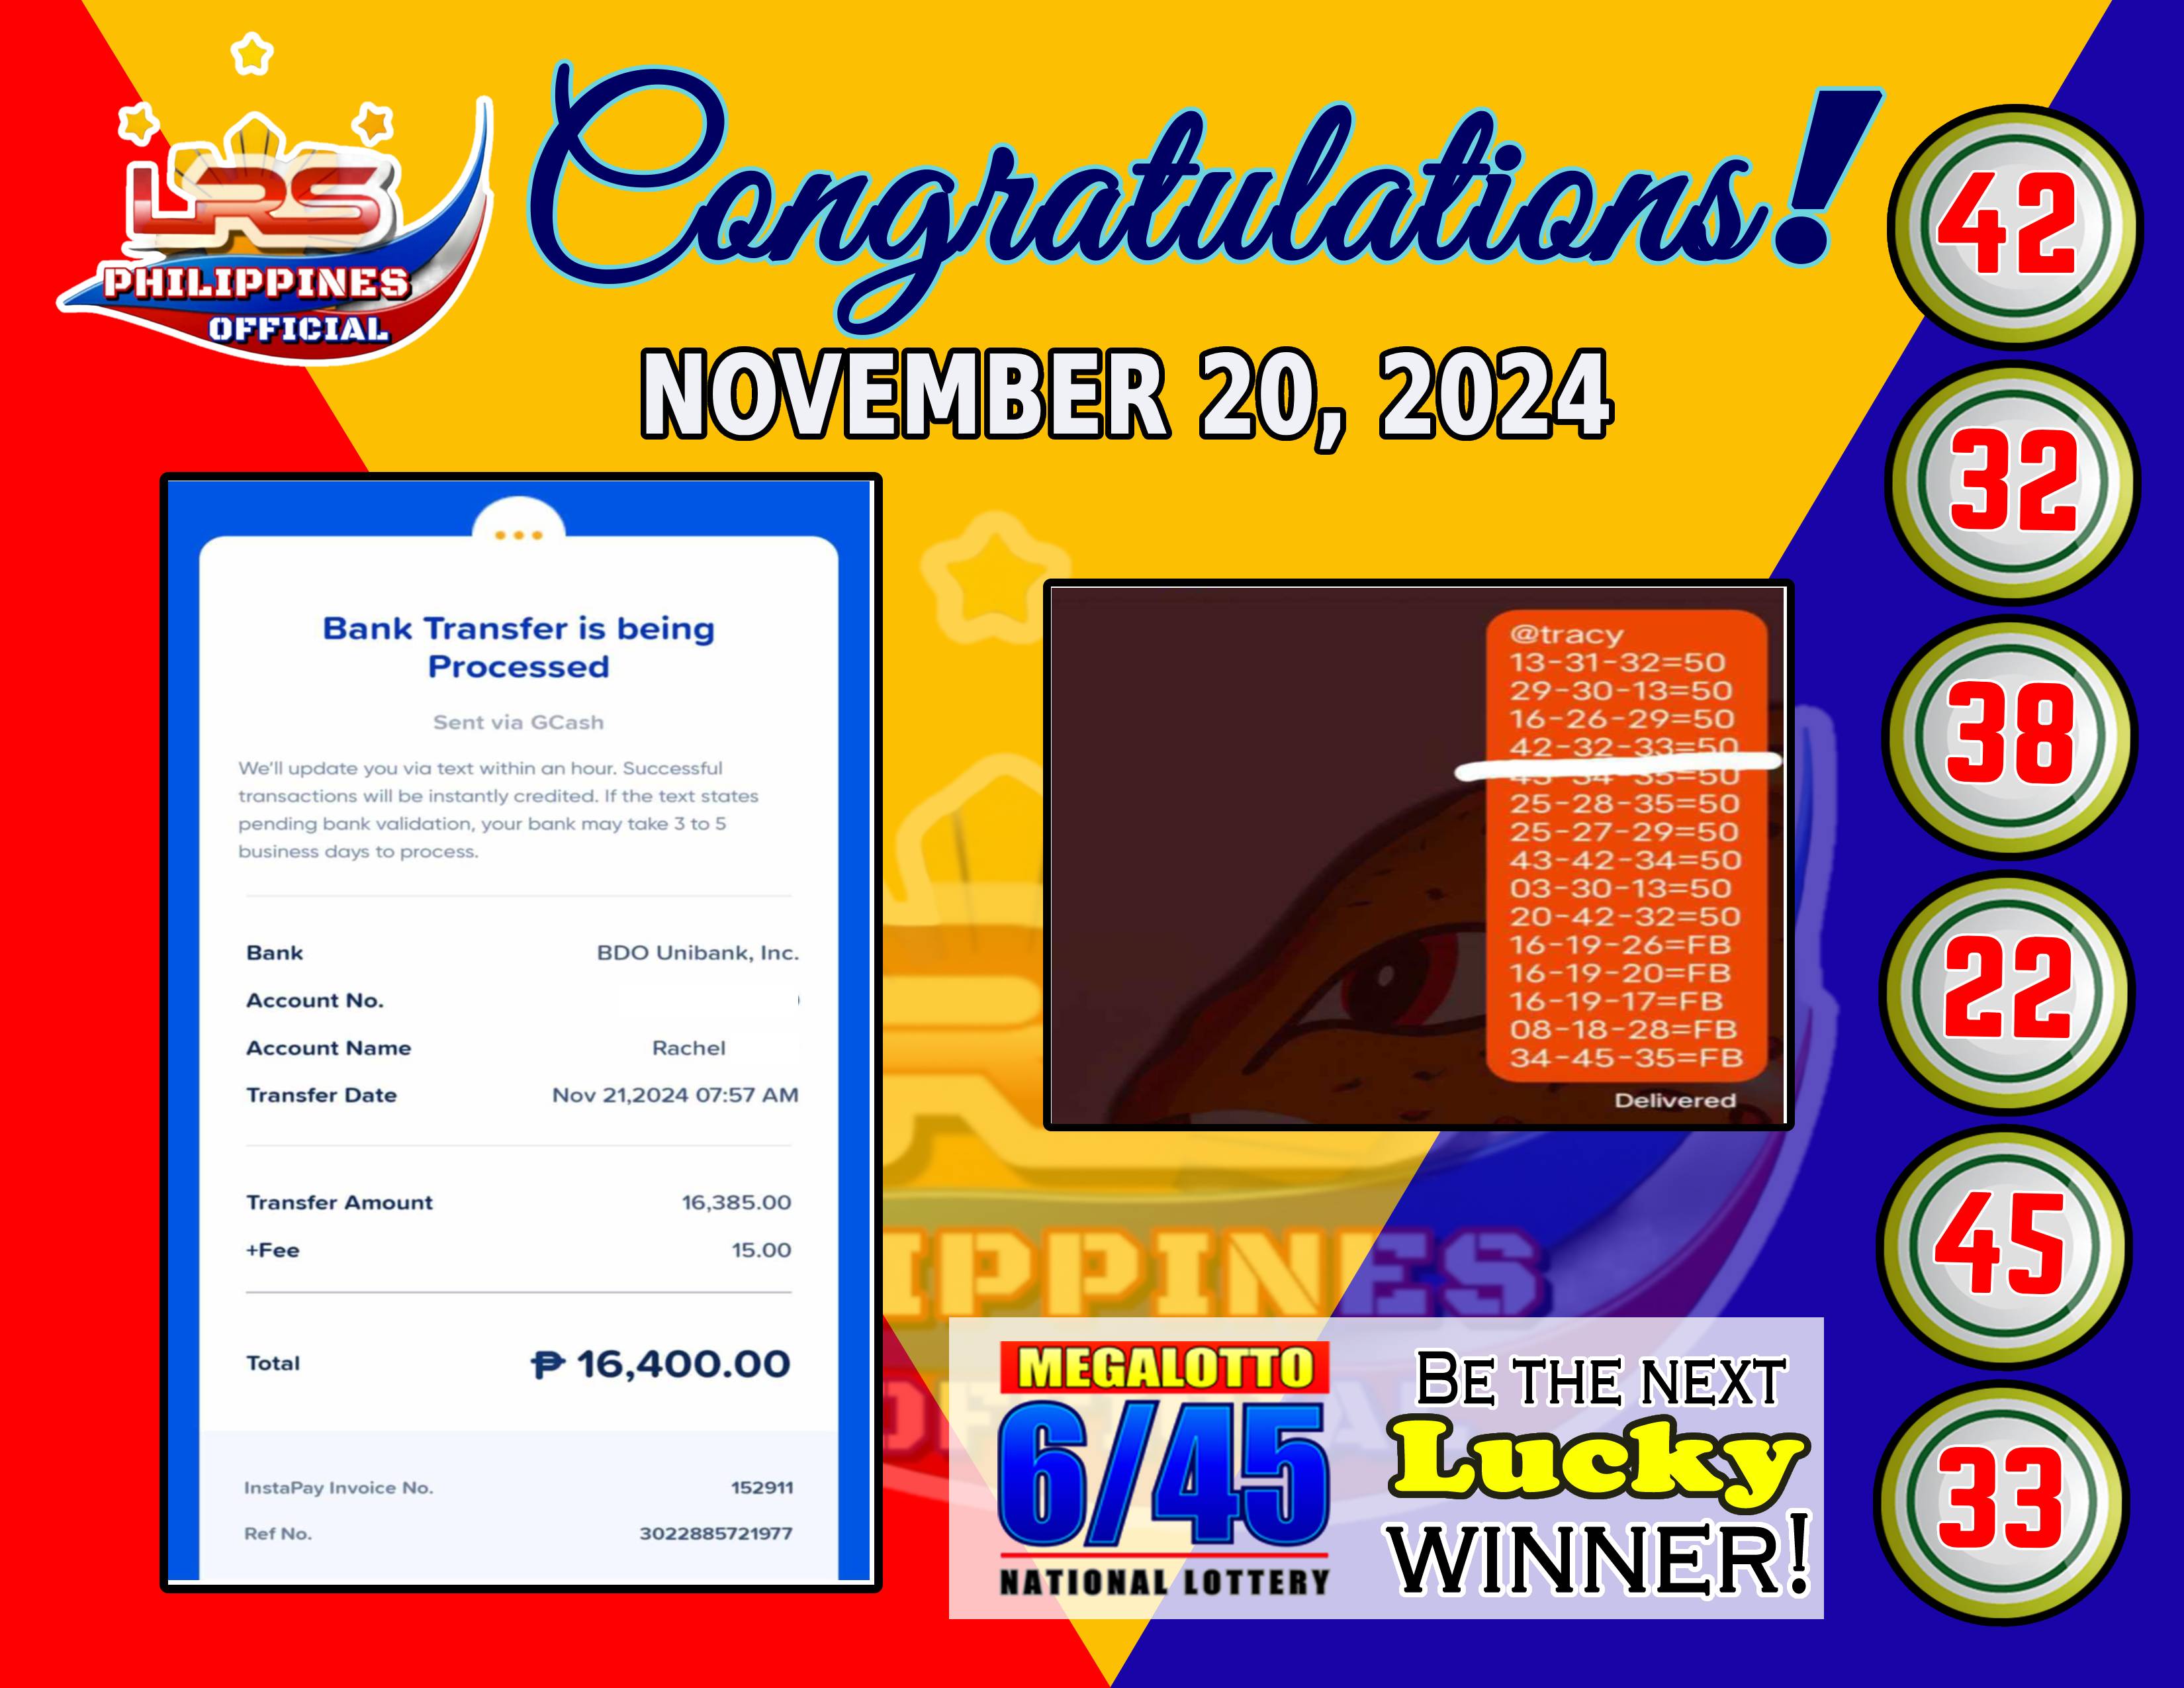 LRS
PHILIPPINES
OFFICIAL
Congratulations!
NOVEMBER 20, 2024
Bank Transfer is being
Processed
Sent via GCash
We'll update you via text within an hour. Successful
transactions will be instantly credited. If the text states
pending bank validation, your bank may take 3 to 5
business days to process.
Bank BDO Unibank, Inc.
Account No.
Account Name Rachel
Transfer Date Nov 21,2024 07:57 AM
Transfer Amount 16,385.00
+Fee 15.00
Total ₱ 16,400.00
InstaPay Invoice No. 152911
Ref No. 3022885721977
@tracy
13-31-32=50
29-30-13=50
16-26-29=50
42-32-33=50
25-28-35=50
25-27-29=50
43-42-34=50
03-30-13=50
20-42-32=50
16-19-26=FB
16-19-20=FB
16-19-17=FB
08-18-28=FB
34-45-35=FB
Delivered
MEGALOTTO
6/45
NATIONAL LOTTERY
BE THE NEXT
Lucky
WINNER!
42
32
38
22
45
33